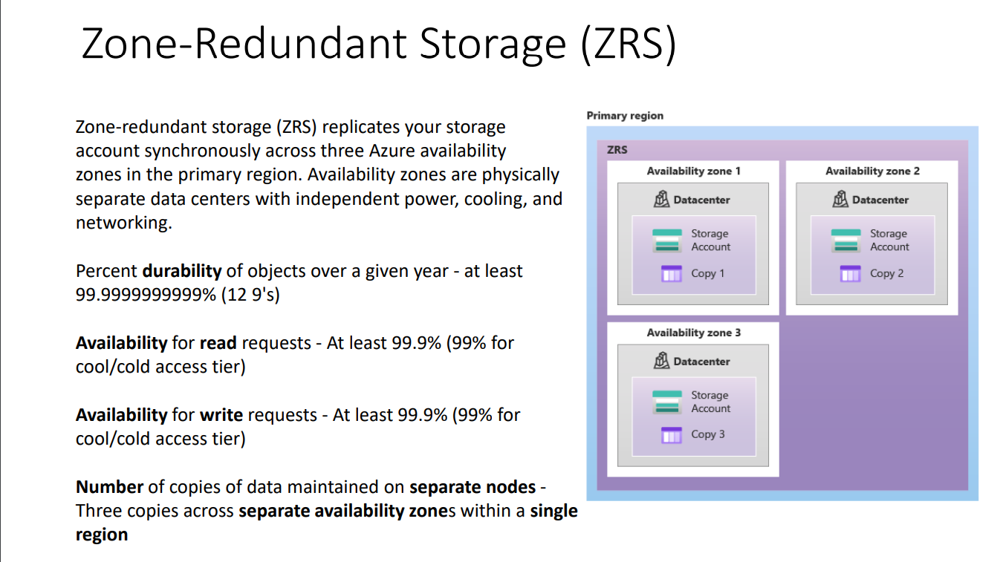 Zone-Redundant Storage (ZRS)
Zone-redundant storage (ZRS) replicates your storage
account synchronously across three Azure availability
zones in the primary region. Availability zones are physically
separate data centers with independent power, cooling, and
networking.
Percent durability of objects over a given year - at least
99.9999999999% (12 9's)
Availability for read requests - At least 99.9% (99% for
cool/cold access tier)
Availability for write requests - At least 99.9% (99% for
cool/cold access tier)
Number of copies of data maintained on separate nodes -
Three copies across separate availability zones within a single
region
Primary region
ZRS
Availability zone 1
Datacenter
Storage
Account
Copy 1
Availability zone 2
Datacenter
Storage
Account
Copy 2
Availability zone 3
Datacenter
Storage
Account
Copy 3